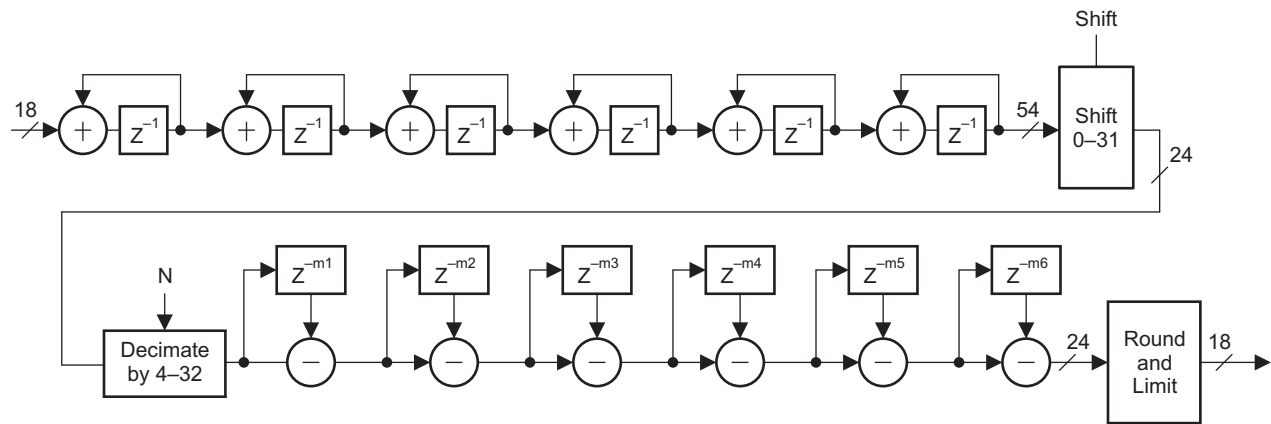 Shift
18
+
z⁻¹
+
z⁻¹
+
z⁻¹
+
z⁻¹
+
z⁻¹
+
z⁻¹
54
Shift
0–31
24
N
Decimate
by 4–32
z⁻ᵐ¹
−
z⁻ᵐ²
−
z⁻ᵐ³
−
z⁻ᵐ⁴
−
z⁻ᵐ⁵
−
z⁻ᵐ⁶
−
24
Round
and
Limit
18